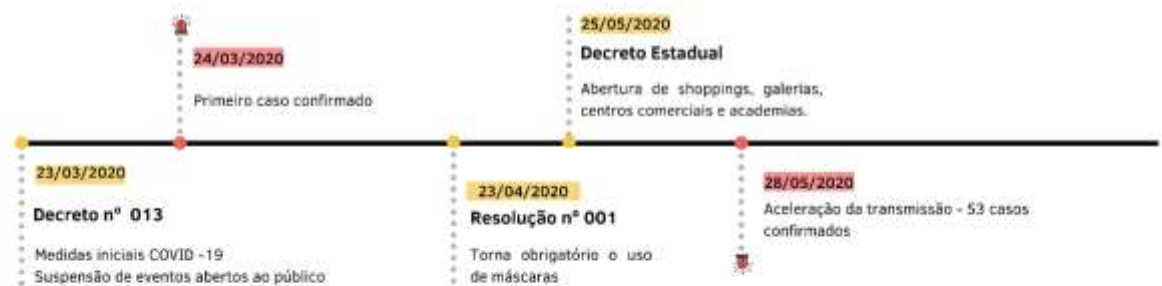 25/05/2020
Decreto Estadual
Abertura de shoppings, galerias,
centros comerciais e academias.
24/03/2020
Primeiro caso confirmado
23/03/2020
Decreto nº 013
Medidas iniciais COVID -19
Suspensão de eventos abertos ao público
23/04/2020
Resolução nº 001
Torna obrigatório o uso
de máscaras
28/05/2020
Aceleração da transmissão - 53 casos
confirmados